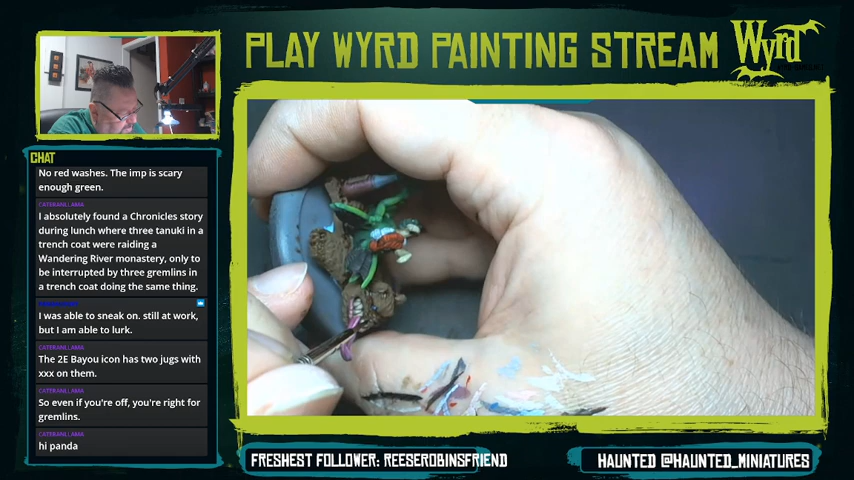 PLAY WYRD PAINTING STREAM
Wyrd
CHAT
No red washes. The imp is scary
enough green.
CATERANLLAMA
I absolutely found a Chronicles story
during lunch where three tanuki in a
trench coat were raiding a
Wandering River monastery, only to
be interrupted by three gremlins in
a trench coat doing the same thing.
I was able to sneak on. still at work,
but I am able to lurk.
CATERANLLAMA
The 2E Bayou icon has two jugs with
xxx on them.
CATERANLLAMA
So even if you're off, you're right for
gremlins.
CATERANLLAMA
hi panda
FRESHEST FOLLOWER: REESEROBINSFRIEND
HAUNTED @HAUNTED_MINIATURES